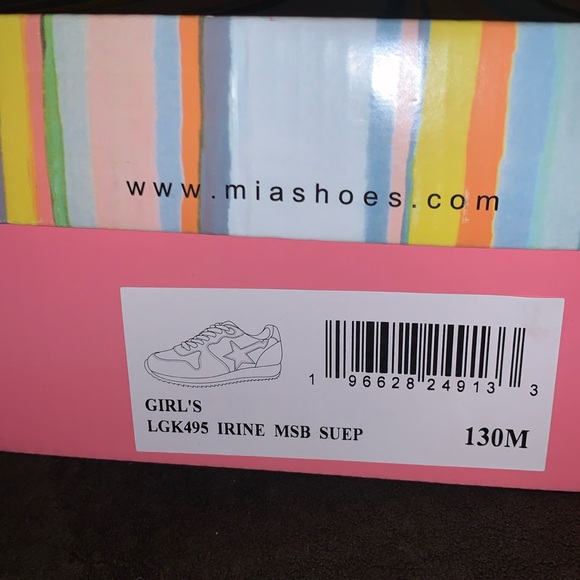 www.miashoes.com
1 96628 24913 3
GIRL'S
LGK495 IRINE MSB SUEP
130M